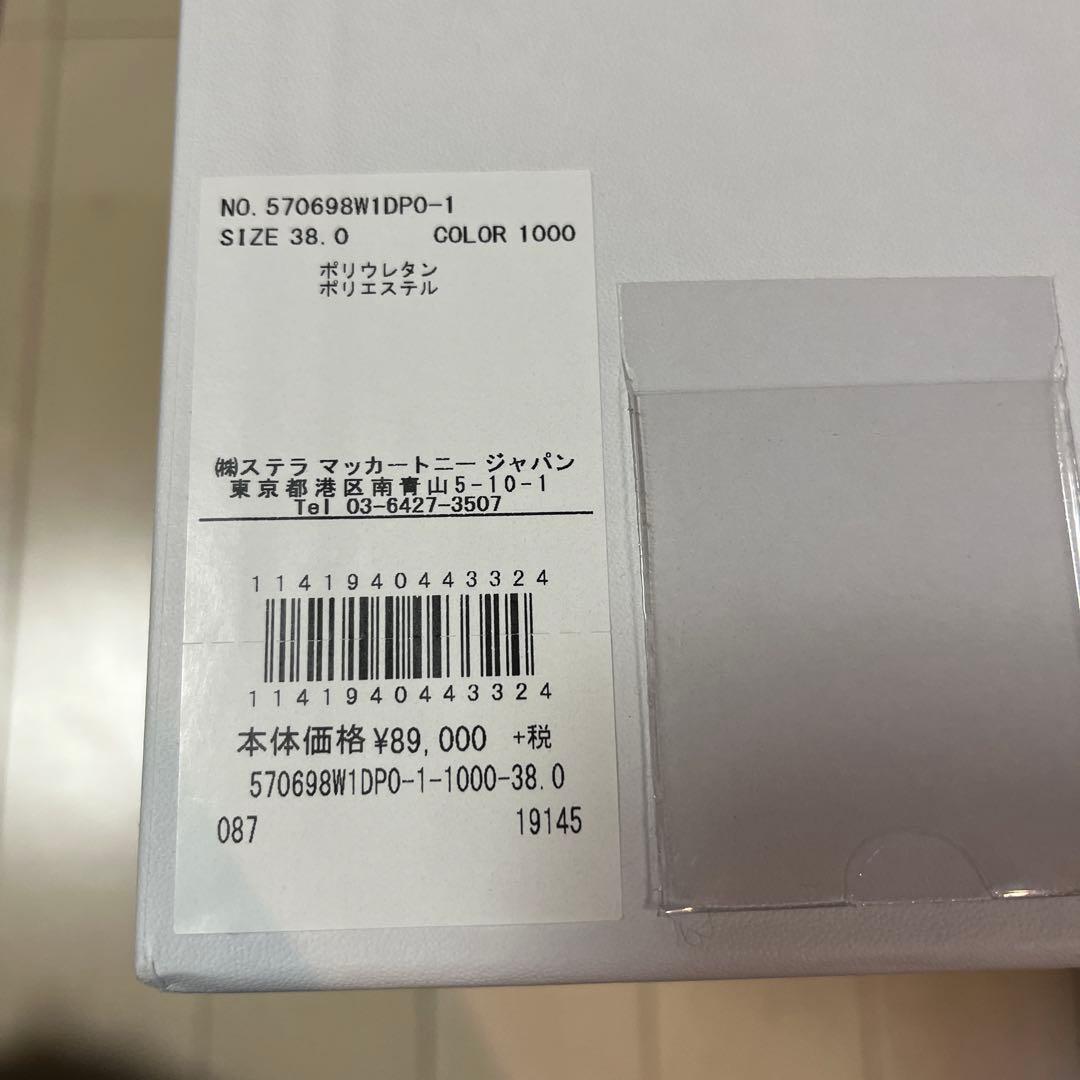 NO. 570698W1DP0-1
SIZE 38.0 COLOR 1000
ポリウレタン
ポリエステル
㈱ステラ マッカートニー ジャパン
東京都港区南青山5-10-1
Tel 03-6427-3507
1141940443324
1141940443324
本体価格 ¥89,000 +税
570698W1DP0-1-1000-38.0
087 19145